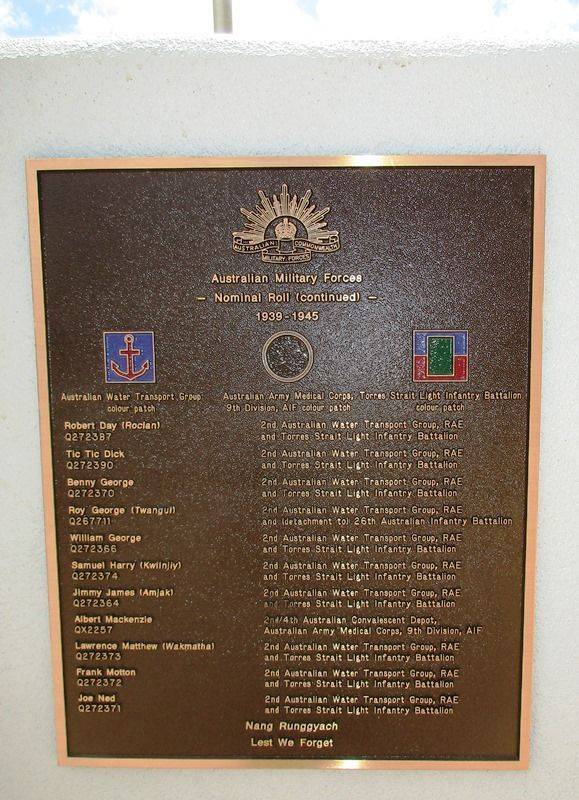 AUSTRALIAN COMMONWEALTH
MILITARY FORCES
Australian Military Forces
— Nominal Roll (continued) —
1939-1945
Australian Water Transport Group
colour patch
Australian Army Medical Corps,
9th Division, AIF colour patch
Torres Strait Light Infantry Battalion
colour patch
Robert Day (Rocian) 2nd Australian Water Transport Group, RAE
Q272387 and Torres Strait Light Infantry Battalion
Tic Tic Dick 2nd Australian Water Transport Group, RAE
Q272390 and Torres Strait Light Infantry Battalion
Benny George 2nd Australian Water Transport Group, RAE
Q272370 and Torres Strait Light Infantry Battalion
Roy George (Twangul) 2nd Australian Water Transport Group, RAE
Q267711 and (detachment to) 26th Australian Infantry Battalion
William George 2nd Australian Water Transport Group, RAE
Q272366 and Torres Strait Light Infantry Battalion
Samuel Harry (Kwiinjiy) 2nd Australian Water Transport Group, RAE
Q272374 and Torres Strait Light Infantry Battalion
Jimmy James (Amjak) 2nd Australian Water Transport Group, RAE
Q272364 and Torres Strait Light Infantry Battalion
Albert Mackenzie 2nd/4th Australian Convalescent Depot,
QX2257 Australian Army Medical Corps, 9th Division, AIF
Lawrence Matthew (Wakmatha) 2nd Australian Water Transport Group, RAE
Q272373 and Torres Strait Light Infantry Battalion
Frank Motton 2nd Australian Water Transport Group, RAE
Q272372 and Torres Strait Light Infantry Battalion
Joe Ned 2nd Australian Water Transport Group, RAE
Q272371 and Torres Strait Light Infantry Battalion
Nang Runggyach
Lest We Forget